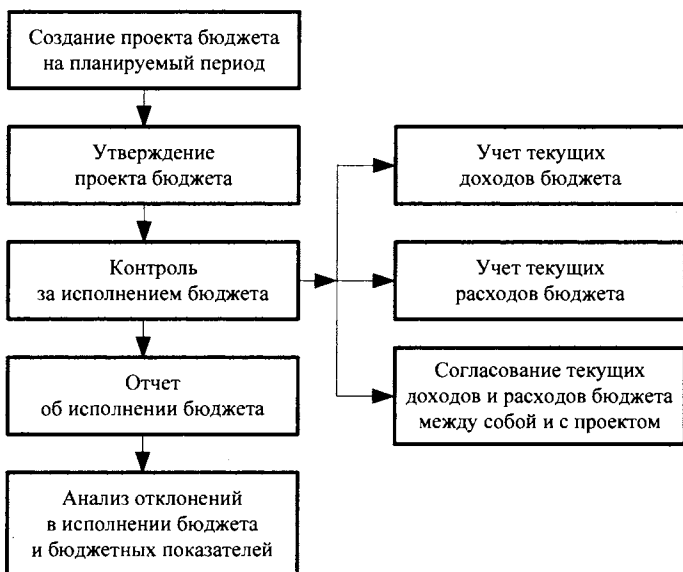 Создание проекта бюджета
на планируемый период
Утверждение
проекта бюджета
Контроль
за исполнением бюджета
Отчет
об исполнении бюджета
Анализ отклонений
в исполнении бюджета
и бюджетных показателей
Учет текущих
доходов бюджета
Учет текущих
расходов бюджета
Согласование текущих
доходов и расходов бюджета
между собой и с проектом